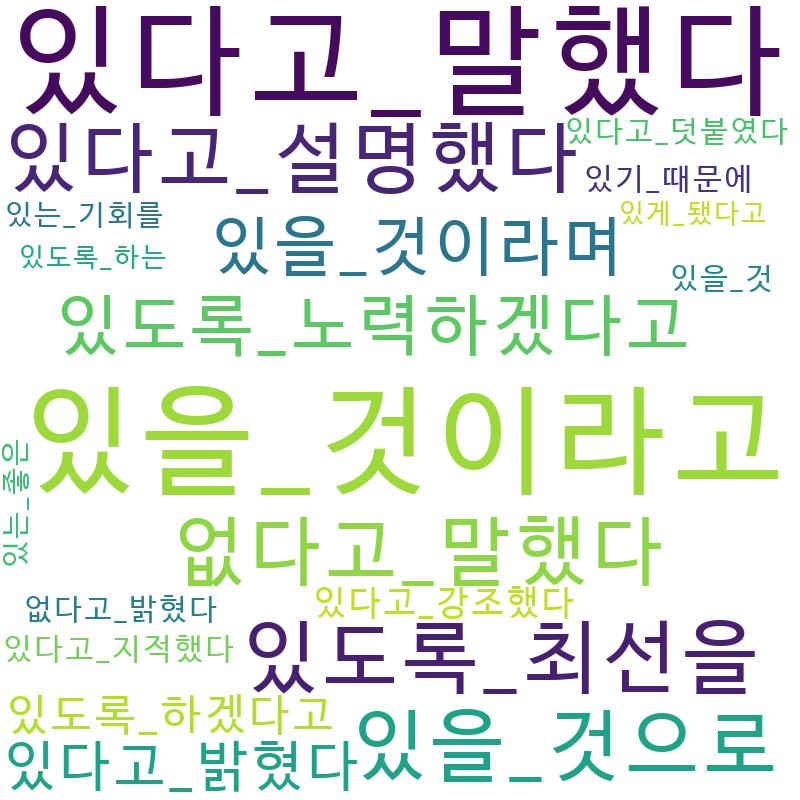 있다고_말했다
있다고_설명했다
있다고_덧붙였다
있기_때문에
있는_기회를
있을_것이라며
있게_됐다고
있도록_하는
있을_것
있도록_노력하겠다고
있을_것이라고
있는_좋은
없다고_말했다
없다고_밝혔다
있다고_강조했다
있다고_지적했다
있도록_최선을
있도록_하겠다고
있다고_밝혔다
있을_것으로